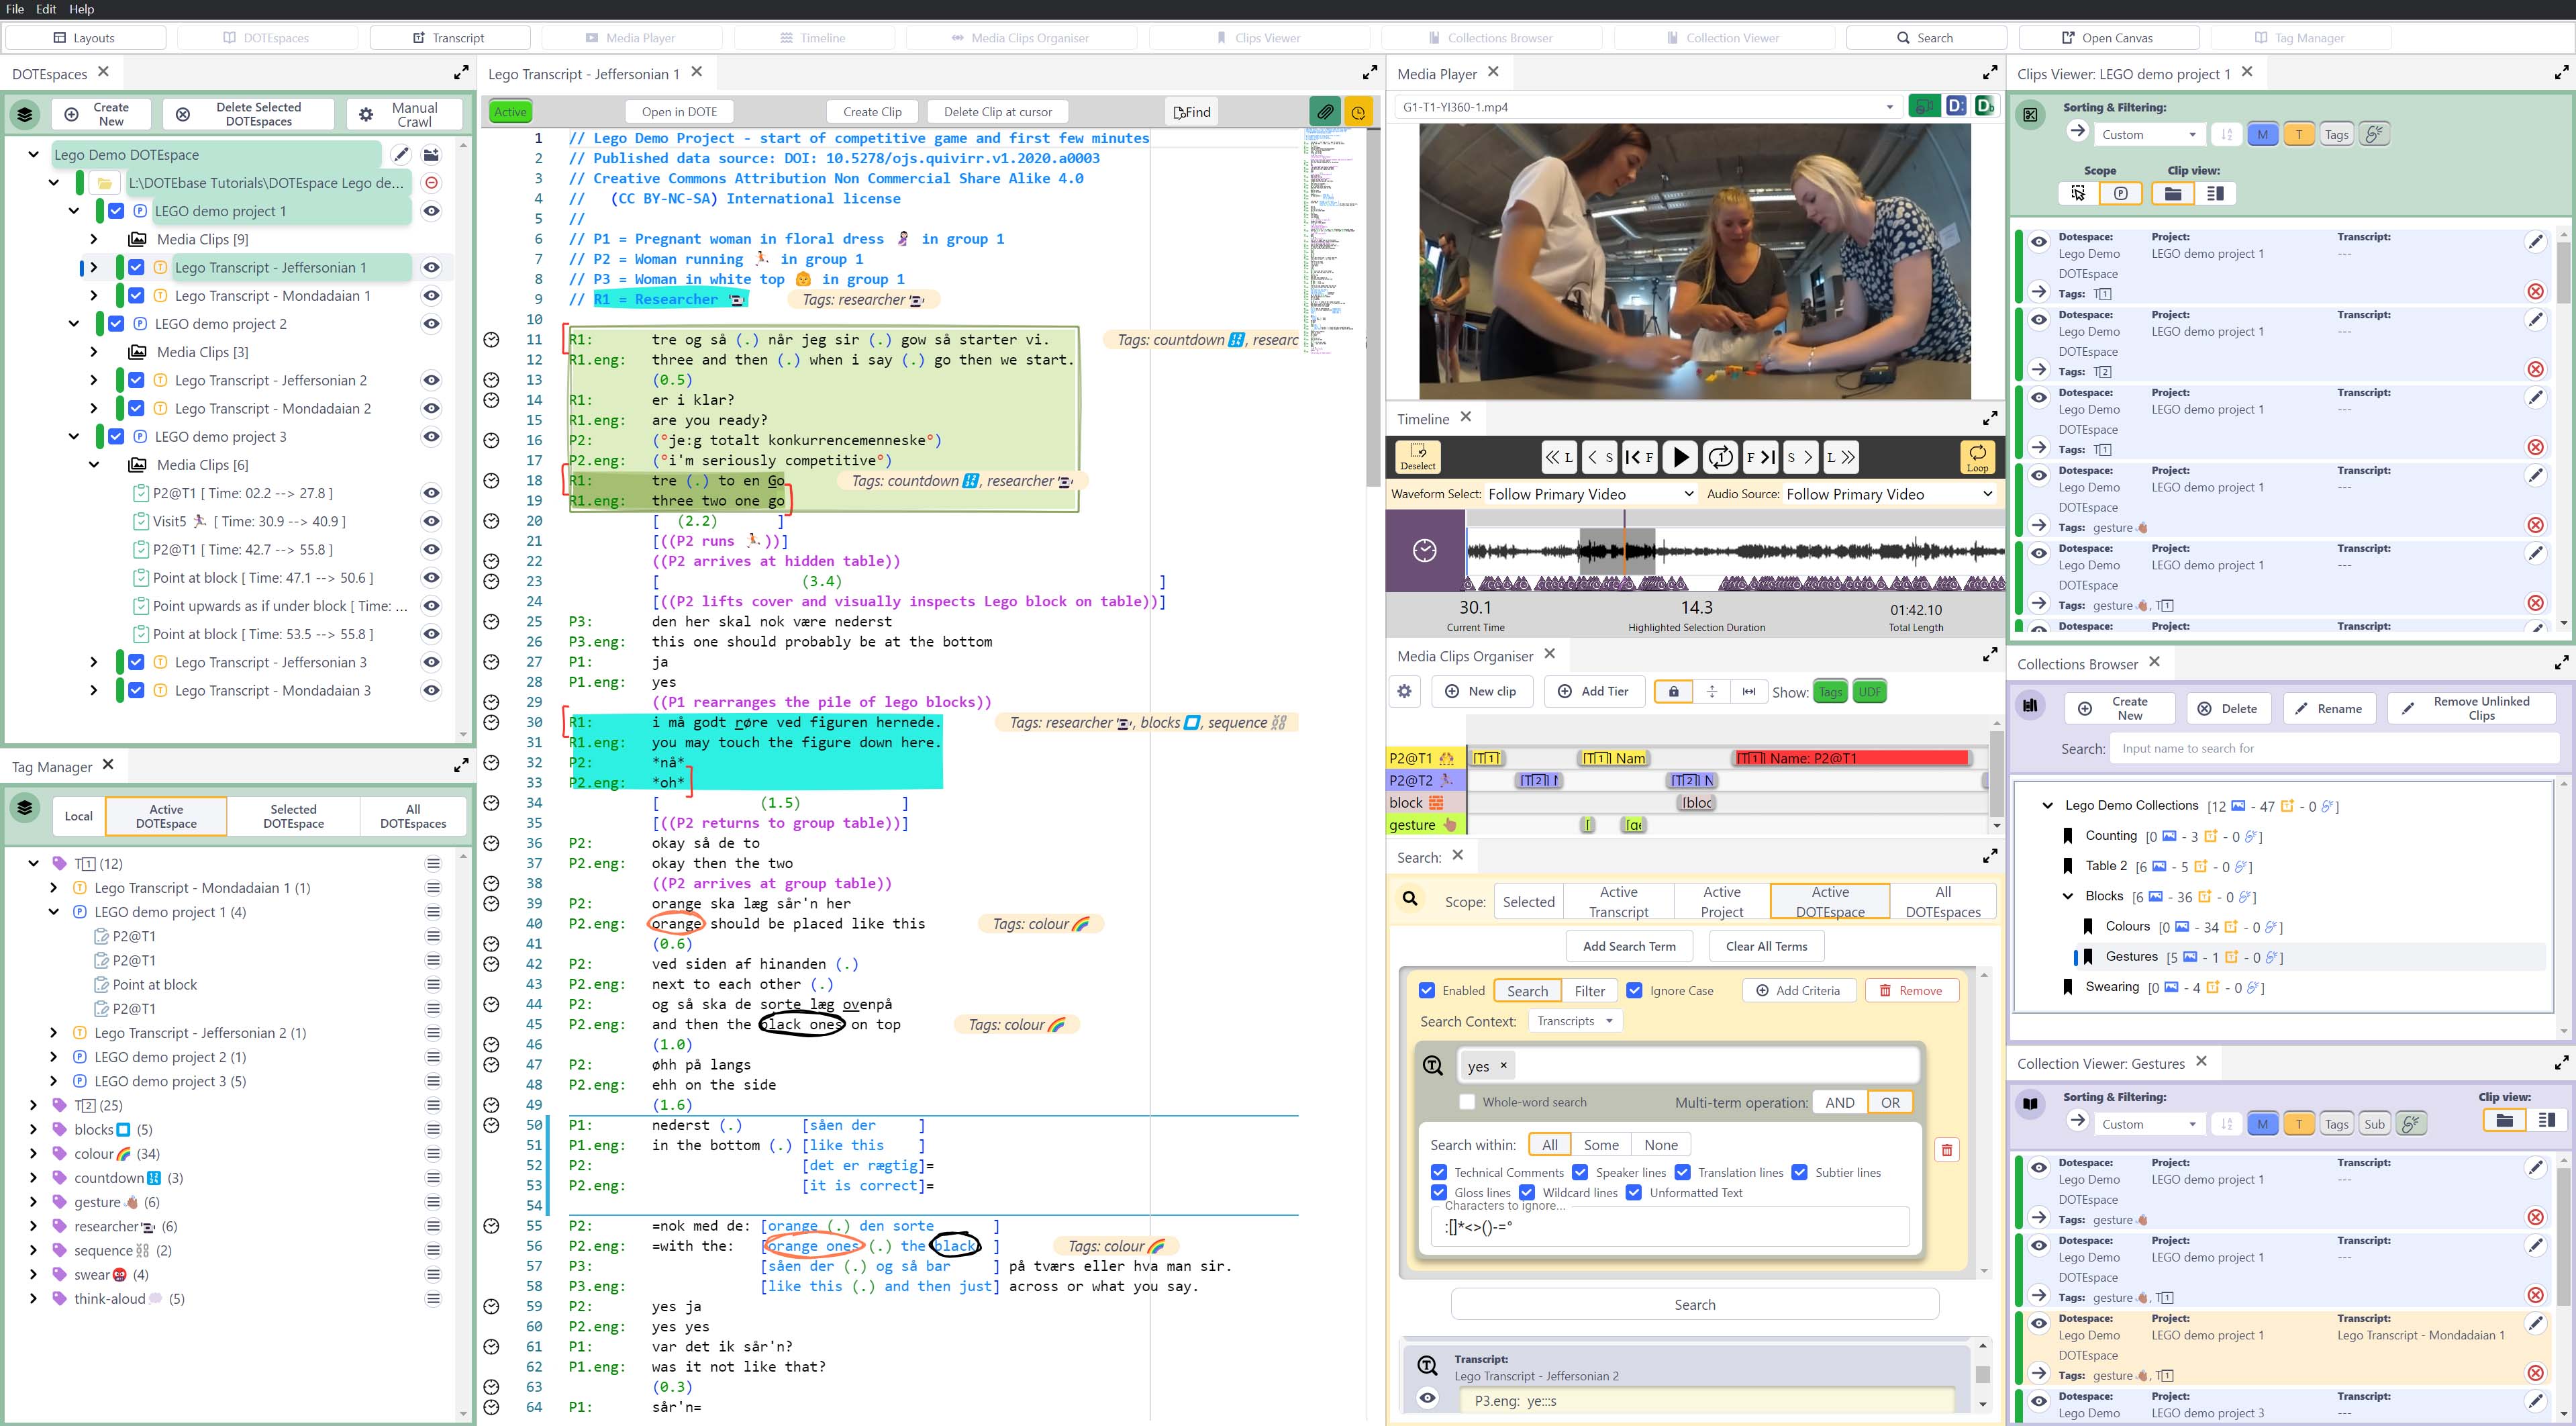 File Edit Help
Layouts DOTEspaces Transcript Media Player Timeline Media Clips Organiser Clips Viewer Collections Browser Collection Viewer Search Open Canvas Tag Manager
DOTEspaces
Create New
Delete Selected DOTEspaces
Manual Crawl
Lego Demo DOTEspace
L:\DOTEbase Tutorials\DOTEspace Lego de...
LEGO demo project 1
Media Clips [9]
Lego Transcript - Jeffersonian 1
Lego Transcript - Mondadaian 1
LEGO demo project 2
Media Clips [3]
Lego Transcript - Jeffersonian 2
Lego Transcript - Mondadaian 2
LEGO demo project 3
Media Clips [6]
P2@T1 [ Time: 02.2 --> 27.8 ]
Visit5 🏃 [ Time: 30.9 --> 40.9 ]
P2@T1 [ Time: 42.7 --> 55.8 ]
Point at block [ Time: 47.1 --> 50.6 ]
Point upwards as if under block [ Time: ...
Point at block [ Time: 53.5 --> 55.8 ]
Lego Transcript - Jeffersonian 3
Lego Transcript - Mondadaian 3
Tag Manager
Local
Active DOTEspace
Selected DOTEspace
All DOTEspaces
T1 (12)
Lego Transcript - Mondadaian 1 (1)
LEGO demo project 1 (4)
P2@T1
P2@T1
Point at block
P2@T1
Lego Transcript - Jeffersonian 2 (1)
LEGO demo project 2 (1)
LEGO demo project 3 (5)
T2 (25)
blocks (5)
colour🌈 (34)
countdown🔢 (3)
gesture (6)
researcher (6)
sequence⛓ (2)
swear (4)
think-aloud (5)
Lego Transcript - Jeffersonian 1
Active Open in DOTE Create Clip Delete Clip at cursor Find
1 // Lego Demo Project - start of competitive game and first few minutes
2 // Published data source: DOI: 10.5278/ojs.quivirr.v1.2020.a0003
3 // Creative Commons Attribution Non Commercial Share Alike 4.0
4 // (CC BY-NC-SA) International license
5 //
6 // P1 = Pregnant woman in floral dress 🤰 in group 1
7 // P2 = Woman running 🏃 in group 1
8 // P3 = Woman in white top 👩 in group 1
9 // R1 = Researcher Tags: researcher
10
11 R1: tre og så (.) når jeg sir (.) gow så starter vi. Tags: countdown🔢, researc
12 R1.eng: three and then (.) when i say (.) go then we start.
13 (0.5)
14 R1: er i klar?
15 R1.eng: are you ready?
16 P2: (°je:g totalt konkurrencemenneske°)
17 P2.eng: (°i'm seriously competitive°)
18 R1: tre (.) to en Go Tags: countdown🔢, researcher
19 R1.eng: three two one go
20 [ (2.2) ]
21 [((P2 runs 🏃))]
22 ((P2 arrives at hidden table))
23 [ (3.4) ]
24 [((P2 lifts cover and visually inspects Lego block on table))]
25 P3: den her skal nok være nederst
26 P3.eng: this one should probably be at the bottom
27 P1: ja
28 P1.eng: yes
29 ((P1 rearranges the pile of lego blocks))
30 R1: i må godt røre ved figuren hernede. Tags: researcher, blocks, sequence⛓
31 R1.eng: you may touch the figure down here.
32 P2: *nå*
33 P2.eng: *oh*
34 [ (1.5) ]
35 [((P2 returns to group table))]
36 P2: okay så de to
37 P2.eng: okay then the two
38 ((P2 arrives at group table))
39 P2: orange ska læg sår'n her
40 P2.eng: orange should be placed like this Tags: colour🌈
41 (0.6)
42 P2: ved siden af hinanden (.)
43 P2.eng: next to each other (.)
44 P2: og så ska de sorte læg ovenpå
45 P2.eng: and then the black ones on top Tags: colour🌈
46 (1.0)
47 P2: øhh på langs
48 P2.eng: ehh on the side
49 (1.6)
50 P1: nederst (.) [såen der ]
51 P1.eng: in the bottom (.) [like this ]
52 P2: [det er rægtig]=
53 P2.eng: [it is correct]=
54
55 P2: =nok med de: [orange (.) den sorte ]
56 P2.eng: =with the: [orange ones (.) the black ] Tags: colour🌈
57 P3: [såen der (.) og så bar ] på tværs eller hva man sir.
58 P3.eng: [like this (.) and then just] across or what you say.
59 P2: yes ja
60 P2.eng: yes yes
61 P1: var det ik sår'n?
62 P1.eng: was it not like that?
63 (0.3)
64 P1: sår'n=
Media Player
G1-T1-YI360-1.mp4
Timeline
Deselect << L < S F 1 F S > L >> Loop
Waveform Select: Follow Primary Video Audio Source: Follow Primary Video
30.1 14.3 01:42.10
Current Time Highlighted Selection Duration Total Length
Media Clips Organiser
New clip Add Tier Show: Tags UDF
P2@T1 [T1] [T1] Nam [T1] Name: P2@T1
P2@T2 [T2] N [T2] N
block [bloc
gesture [ [ge
Search:
Scope: Selected
Active Transcript
Active Project
Active DOTEspace
All DOTEspaces
Add Search Term Clear All Terms
Enabled Search Filter Ignore Case Add Criteria Remove
Search Context: Transcripts
yes ×
Whole-word search Multi-term operation: AND OR
Search within: All Some None
Technical Comments Speaker lines Translation lines Subtier lines
Gloss lines Wildcard lines Unformatted Text
Characters to ignore...
:[]*<>()-=°
Search
Transcript:
Lego Transcript - Jeffersonian 2
P3.eng: ye:::s
Clips Viewer: LEGO demo project 1
Sorting & Filtering:
Custom M T Tags
Scope Clip view:
Dotespace: Project: Transcript:
Lego Demo DOTEspace LEGO demo project 1 ---
Tags: T1
Dotespace: Project: Transcript:
Lego Demo DOTEspace LEGO demo project 1 ---
Tags: T2
Dotespace: Project: Transcript:
Lego Demo DOTEspace LEGO demo project 1 ---
Tags: T1
Dotespace: Project: Transcript:
Lego Demo DOTEspace LEGO demo project 1 ---
Tags: gesture
Dotespace: Project: Transcript:
Lego Demo DOTEspace LEGO demo project 1 ---
Tags: gesture, T1
Dotespace: Project: Transcript:
Collections Browser
Create New
Delete
Rename
Remove Unlinked Clips
Search: Input name to search for
Lego Demo Collections [12 - 47 - 0 ]
Counting [0 - 3 - 0 ]
Table 2 [6 - 5 - 0 ]
Blocks [6 - 36 - 0 ]
Colours [0 - 34 - 0 ]
Gestures [5 - 1 - 0 ]
Swearing [0 - 4 - 0 ]
Collection Viewer: Gestures
Sorting & Filtering: Clip view:
Custom M T Tags Sub
Dotespace: Project: Transcript:
Lego Demo DOTEspace LEGO demo project 1 ---
Tags: gesture
Dotespace: Project: Transcript:
Lego Demo DOTEspace LEGO demo project 1 ---
Tags: gesture, T1
Dotespace: Project: Transcript:
Lego Demo DOTEspace LEGO demo project 1 Lego Transcript - Mondadaian 1
Tags: gesture, T1
Dotespace: Project: Transcript:
Lego Demo LEGO demo project 3 ---